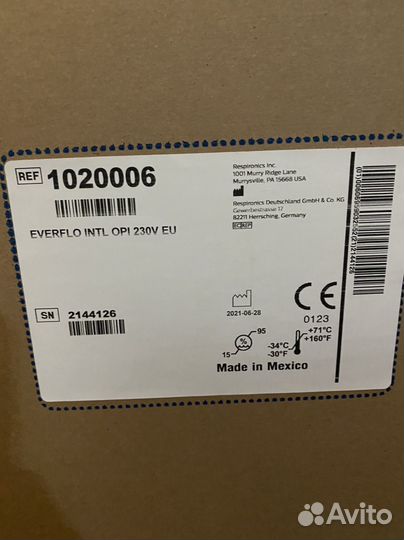 REF 1020006
EVERFLO INTL OPI 230V EU
SN 2144126
Respironics Inc.
1001 Murry Ridge Lane
Murrysville, PA 15668 USA
Respironics Deutschland GmbH & Co. KG
Gewerbestrasse 17
82211 Herrsching, Germany
EC REP
2021-06-28
CE
0123
95
%
15
+71°C
+160°F
-34°C
-30°F
Made in Mexico
Avito